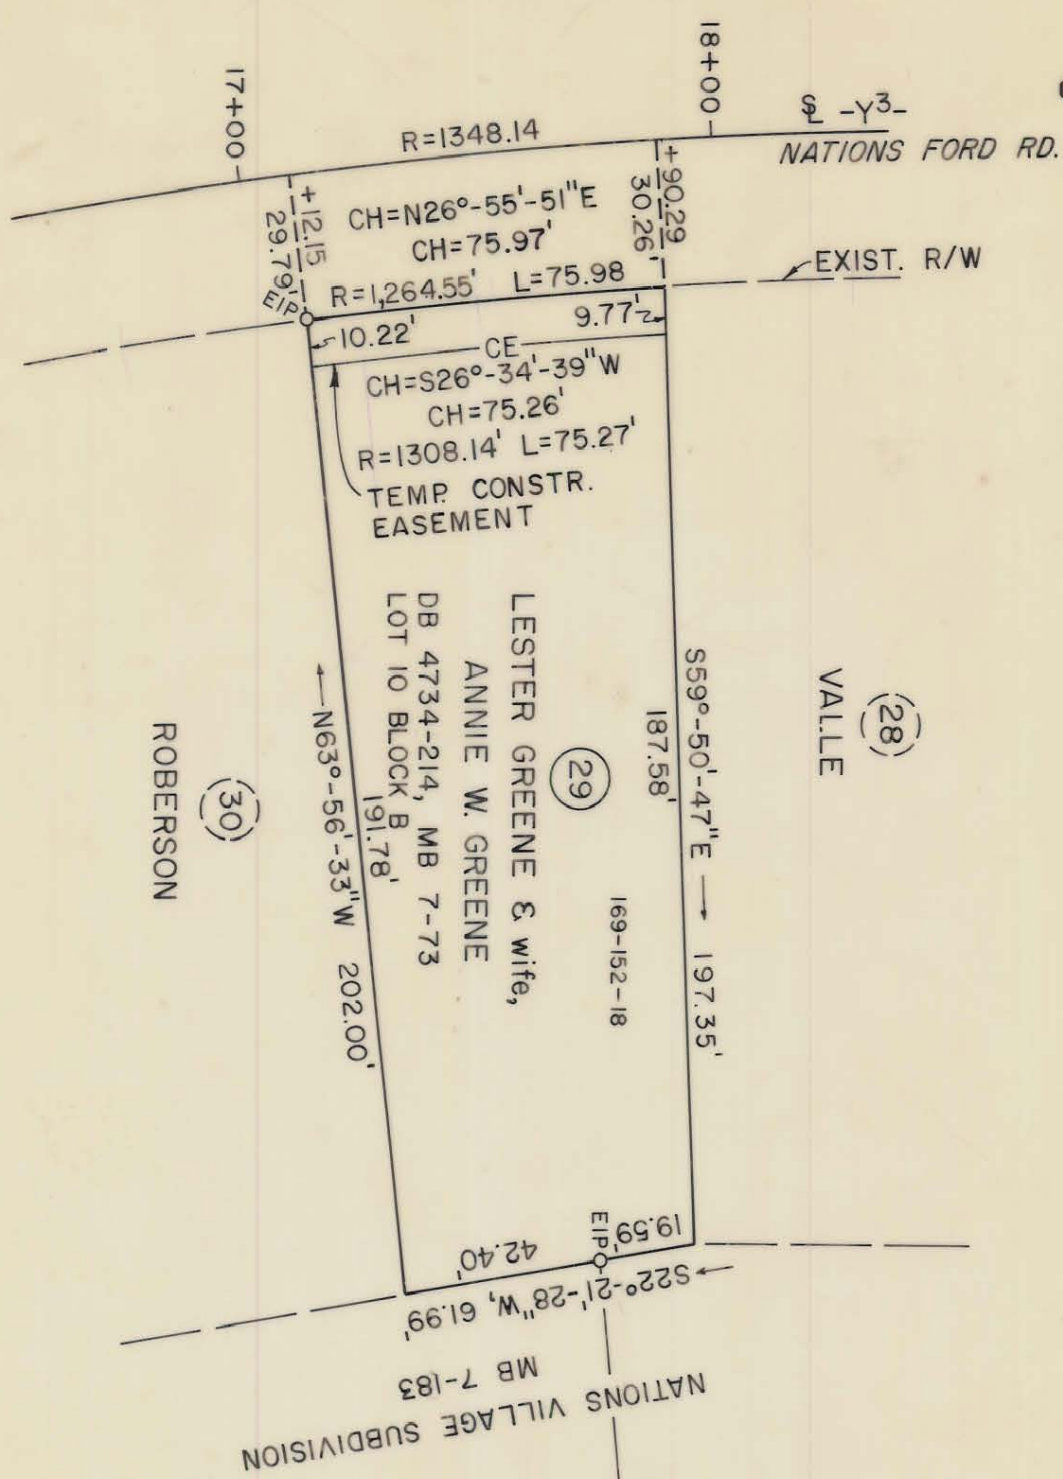 17+00
18+00
℄ -Y3-
NATIONS FORD RD.
R=1348.14
+12.15
29.79'
+90.29
30.26'
CH=N26°-55'-51"E
CH=75.97'
R=1,264.55' L=75.98
EXIST. R/W
EIP
10.22'
9.77'
CE
CH=S26°-34'-39"W
CH=75.26'
R=1308.14' L=75.27'
TEMP. CONSTR.
EASEMENT
LESTER GREENE & wife,
ANNIE W. GREENE
DB 4734-214, MB 7-73
LOT 10 BLOCK B
29
169-152-18
187.58'
S59°-50'-47"E 197.35'
28
VALLE
191.78'
N63°-56'-33"W 202.00'
30
ROBERSON
19.59'
EIP
42.40'
S22°-21'-28"W, 61.99'
MB 7-183
NATIONS VILLAGE SUBDIVISION